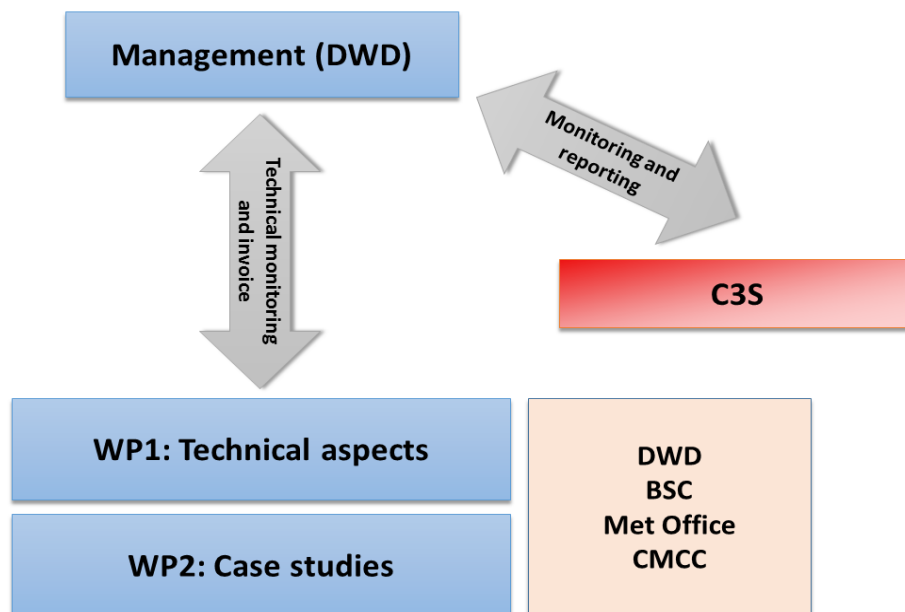 Management (DWD)
Monitoring and
reporting
Technical monitoring
and invoice
C3S
WP1: Technical aspects
WP2: Case studies
DWD
BSC
Met Office
CMCC